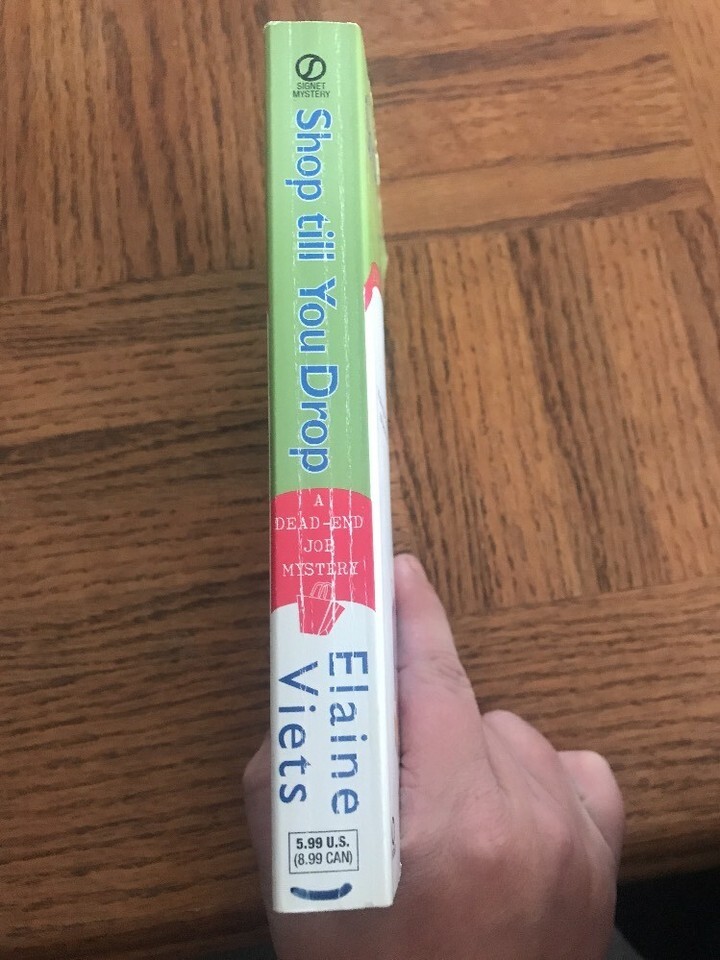 SIGNET
MYSTERY
Shop till You Drop
A
DEAD-END
JOB
MYSTERY
Elaine
Viets
5.99 U.S.
(8.99 CAN)